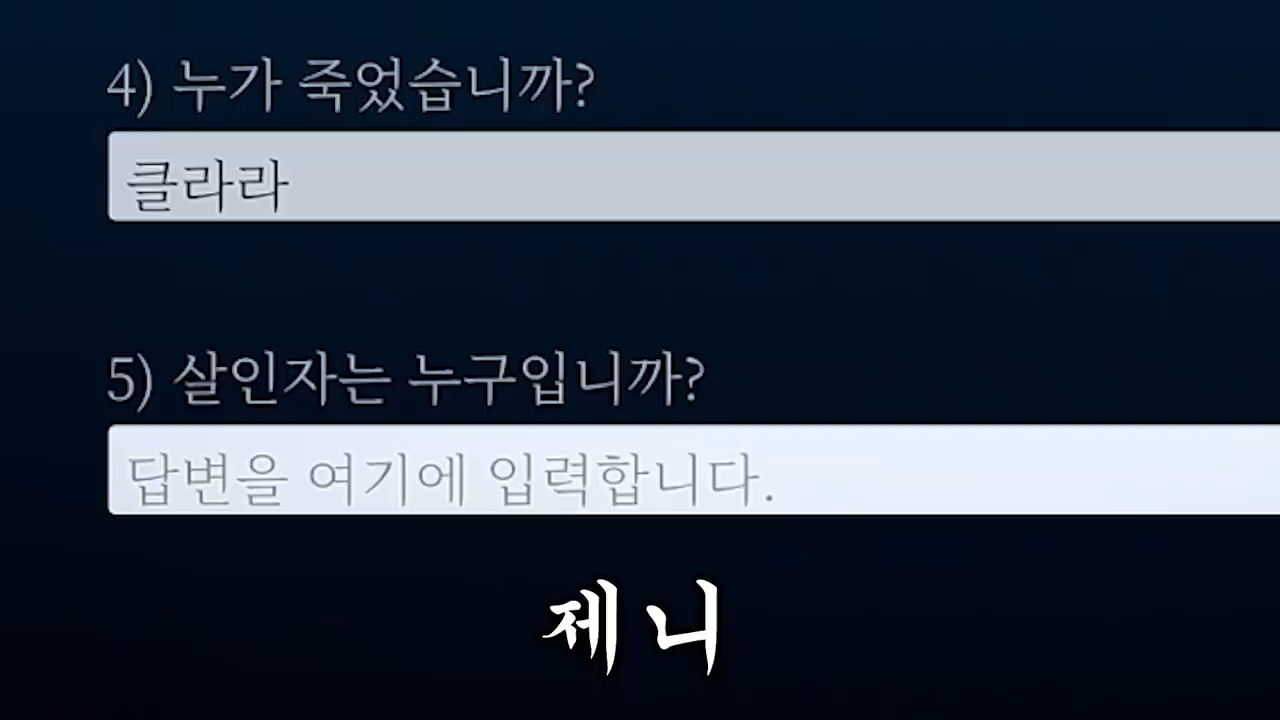 4) 누가 죽었습니까?
클라라
5) 살인자는 누구입니까?
답변을 여기에 입력합니다.
제니